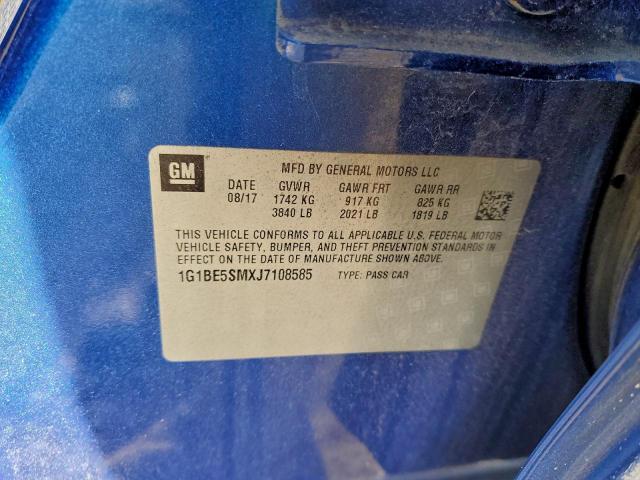 GM
MFD BY GENERAL MOTORS LLC
DATE GVWR GAWR FRT GAWR RR
08/17 1742 KG 917 KG 825 KG
3840 LB 2021 LB 1819 LB
THIS VEHICLE CONFORMS TO ALL APPLICABLE U.S. FEDERAL MOTOR
VEHICLE SAFETY, BUMPER, AND THEFT PREVENTION STANDARDS IN
EFFECT ON THE DATE OF MANUFACTURE SHOWN ABOVE.
1G1BE5SMXJ7108585 TYPE: PASS CAR